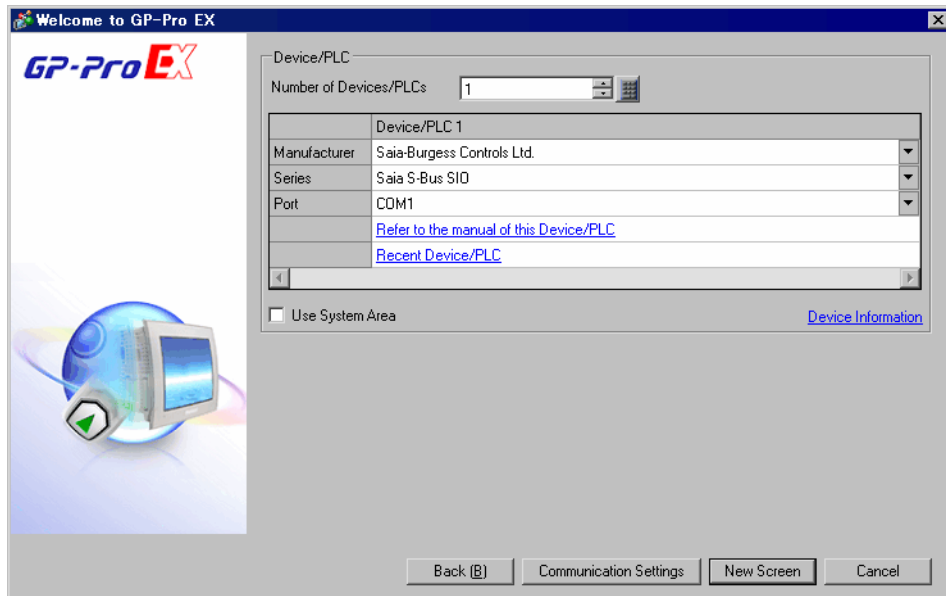 Welcome to GP-Pro EX
GP-Pro EX
Device/PLC
Number of Devices/PLCs 1
Device/PLC 1
Manufacturer Saia-Burgess Controls Ltd.
Series Saia S-Bus SIO
Port COM1
Refer to the manual of this Device/PLC
Recent Device/PLC
Use System Area Device Information
Back (B) Communication Settings New Screen Cancel